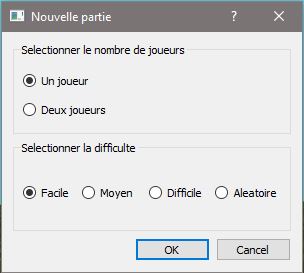 Nouvelle partie ? X
Selectionner le nombre de joueurs
Un joueur
Deux joueurs
Selectionner la difficulte
Facile Moyen Difficile Aleatoire
OK Cancel